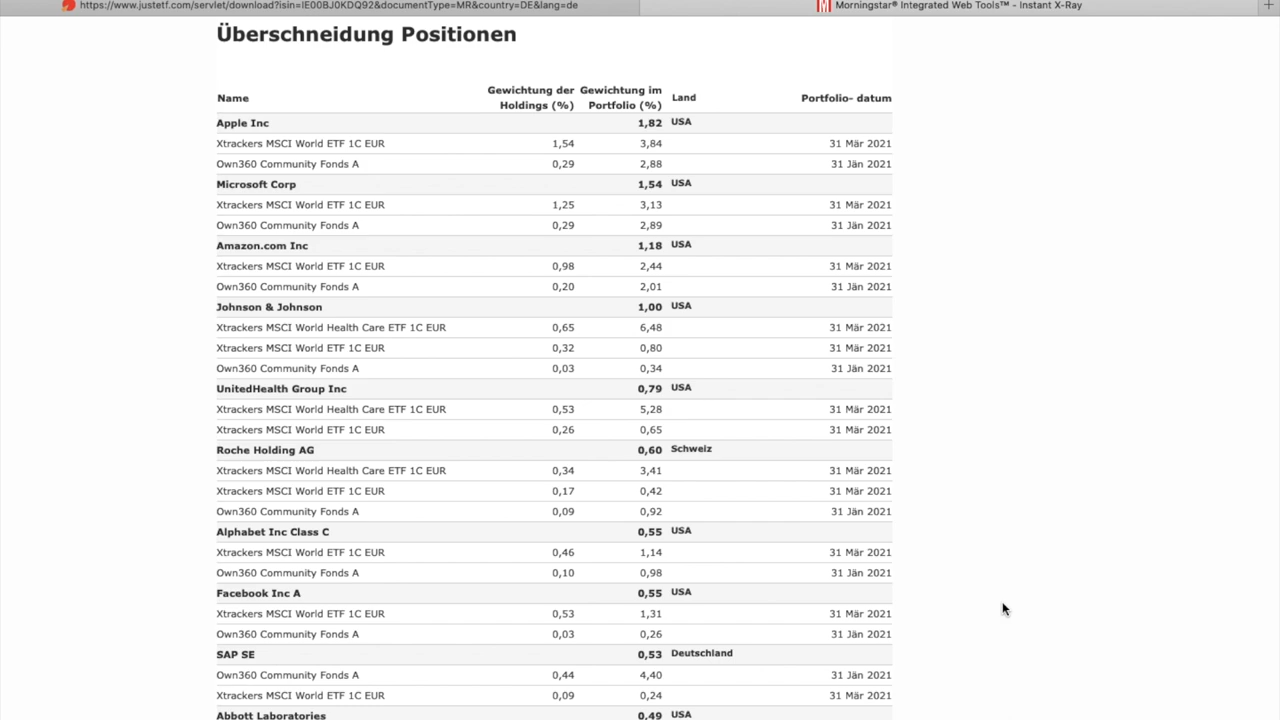 https://www.justetf.com/servlet/download?isin=IE00BJ0KDQ92&documentType=MR&country=DE&lang=de
Morningstar® Integrated Web Tools™ - Instant X-Ray
Überschneidung Positionen
Name Gewichtung der Holdings (%) Gewichtung im Portfolio (%) Land Portfolio- datum
Apple Inc 1,82 USA
Xtrackers MSCI World ETF 1C EUR 1,54 3,84 31 Mär 2021
Own360 Community Fonds A 0,29 2,88 31 Jän 2021
Microsoft Corp 1,54 USA
Xtrackers MSCI World ETF 1C EUR 1,25 3,13 31 Mär 2021
Own360 Community Fonds A 0,29 2,89 31 Jän 2021
Amazon.com Inc 1,18 USA
Xtrackers MSCI World ETF 1C EUR 0,98 2,44 31 Mär 2021
Own360 Community Fonds A 0,20 2,01 31 Jän 2021
Johnson & Johnson 1,00 USA
Xtrackers MSCI World Health Care ETF 1C EUR 0,65 6,48 31 Mär 2021
Xtrackers MSCI World ETF 1C EUR 0,32 0,80 31 Mär 2021
Own360 Community Fonds A 0,03 0,34 31 Jän 2021
UnitedHealth Group Inc 0,79 USA
Xtrackers MSCI World Health Care ETF 1C EUR 0,53 5,28 31 Mär 2021
Xtrackers MSCI World ETF 1C EUR 0,26 0,65 31 Mär 2021
Roche Holding AG 0,60 Schweiz
Xtrackers MSCI World Health Care ETF 1C EUR 0,34 3,41 31 Mär 2021
Xtrackers MSCI World ETF 1C EUR 0,17 0,42 31 Mär 2021
Own360 Community Fonds A 0,09 0,92 31 Jän 2021
Alphabet Inc Class C 0,55 USA
Xtrackers MSCI World ETF 1C EUR 0,46 1,14 31 Mär 2021
Own360 Community Fonds A 0,10 0,98 31 Jän 2021
Facebook Inc A 0,55 USA
Xtrackers MSCI World ETF 1C EUR 0,53 1,31 31 Mär 2021
Own360 Community Fonds A 0,03 0,26 31 Jän 2021
SAP SE 0,53 Deutschland
Own360 Community Fonds A 0,44 4,40 31 Jän 2021
Xtrackers MSCI World ETF 1C EUR 0,09 0,24 31 Mär 2021
Abbott Laboratories 0,49 USA